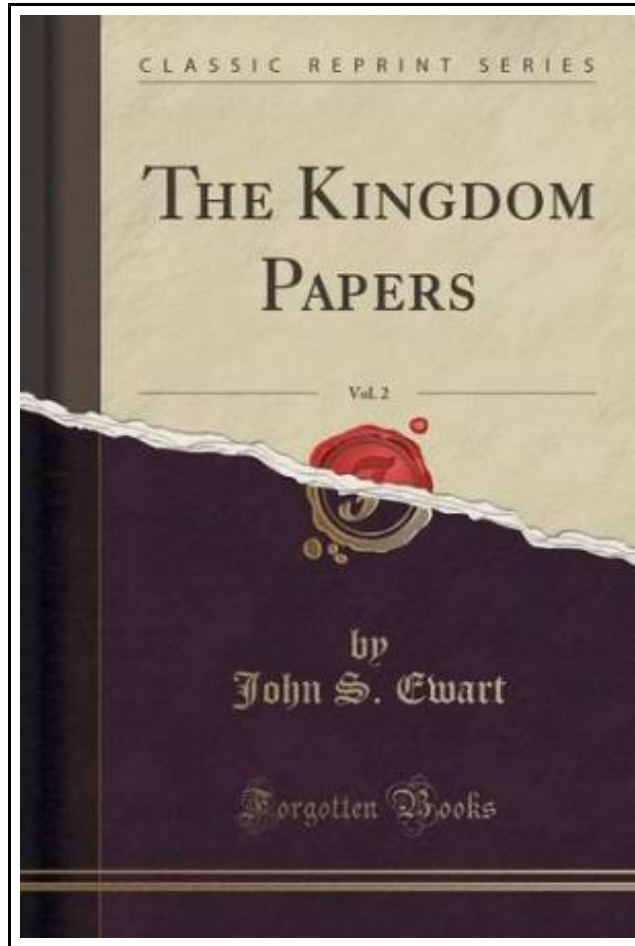 CLASSIC REPRINT SERIES
THE KINGDOM
PAPERS
Vol. 2
by
John S. Ewart
Forgotten Books